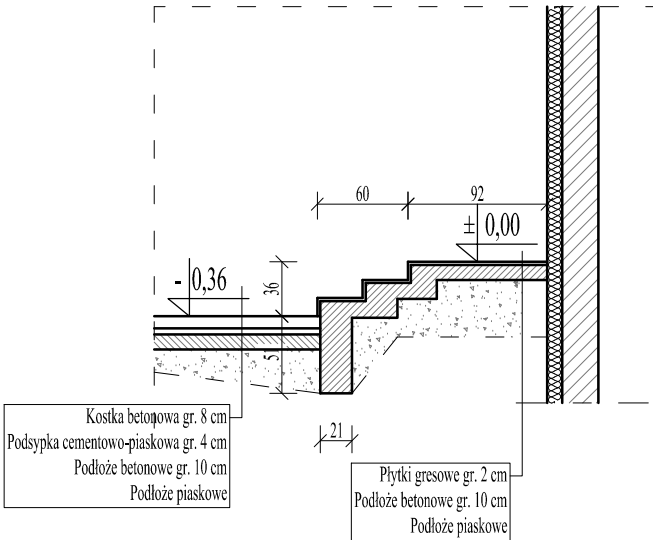 60
92
± 0,00
- 0,36
36
21
Kostka betonowa gr. 8 cm
Podsypka cementowo-piaskowa gr. 4 cm
Podłoże betonowe gr. 10 cm
Podłoże piaskowe
Płytki gresowe gr. 2 cm
Podłoże betonowe gr. 10 cm
Podłoże piaskowe